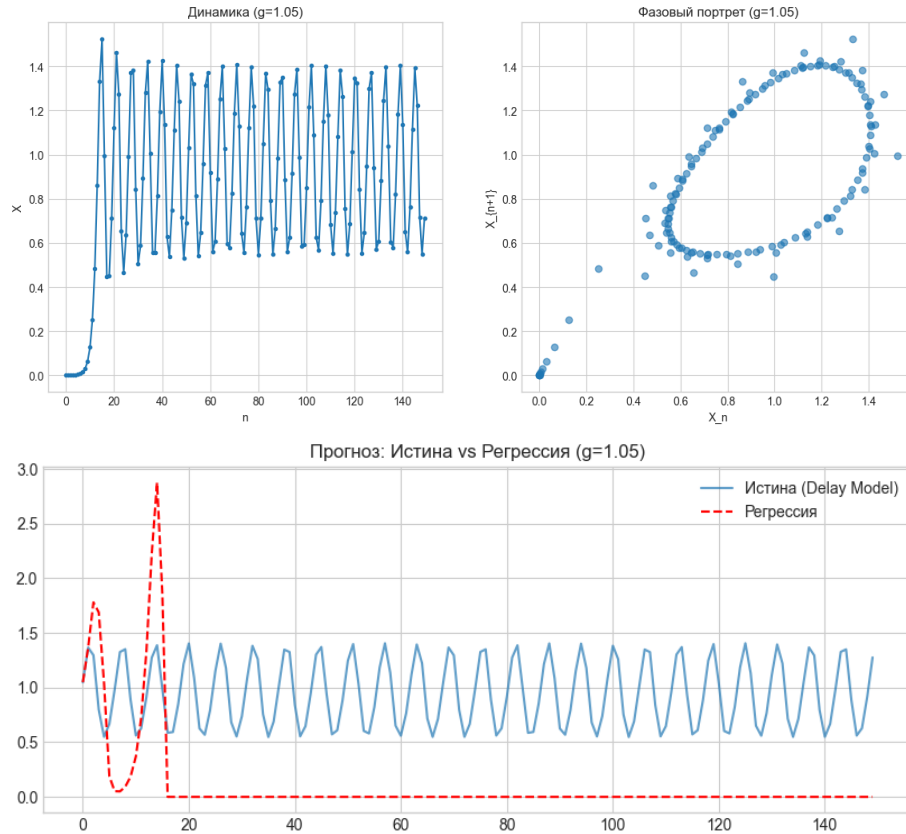 Динамика (g=1.05)
1.4
1.2
1.0
0.8
0.6
0.4
0.2
0.0
X
0 20 40 60 80 100 120 140
n
Фазовый портрет (g=1.05)
1.4
1.2
1.0
0.8
0.6
0.4
0.2
0.0
X_{n+1}
0.0 0.2 0.4 0.6 0.8 1.0 1.2 1.4
X_n
Прогноз: Истина vs Регрессия (g=1.05)
3.0
2.5
2.0
1.5
1.0
0.5
0.0
Истина (Delay Model)
Регрессия
0 20 40 60 80 100 120 140